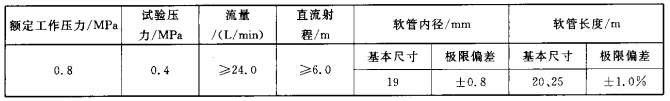 额定工作压力/MPa 试验压力/MPa 流量/(L/min) 直流射程/m 软管内径/mm 软管长度/m
基本尺寸 极限偏差 基本尺寸 极限偏差
0.8 0.4 ≥24.0 ≥6.0 19 ±0.8 20、25 ±1.0%